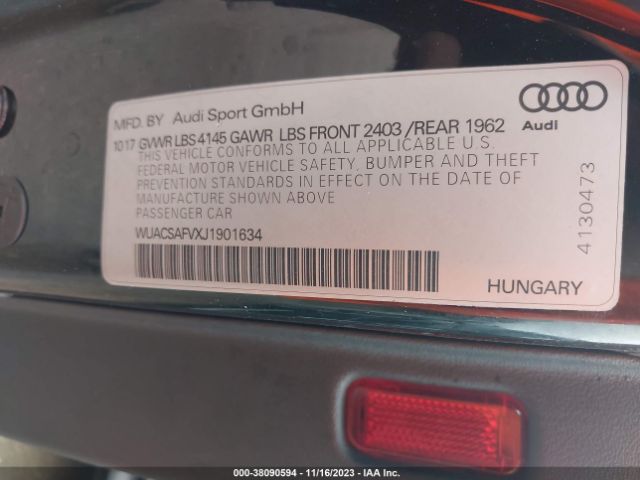 MFD. BY Audi Sport GmbH
1017 GVWR LBS 4145 GAWR LBS FRONT 2403 /REAR 1962
THIS VEHICLE CONFORMS TO ALL APPLICABLE U.S.
FEDERAL MOTOR VEHICLE SAFETY, BUMPER AND THEFT
PREVENTION STANDARDS IN EFFECT ON THE DATE OF
MANUFACTURE SHOWN ABOVE
PASSENGER CAR
WUACSAFVXJ1901634
Audi
4130473
HUNGARY
000-38090594 - 11/16/2023 - IAA Inc.